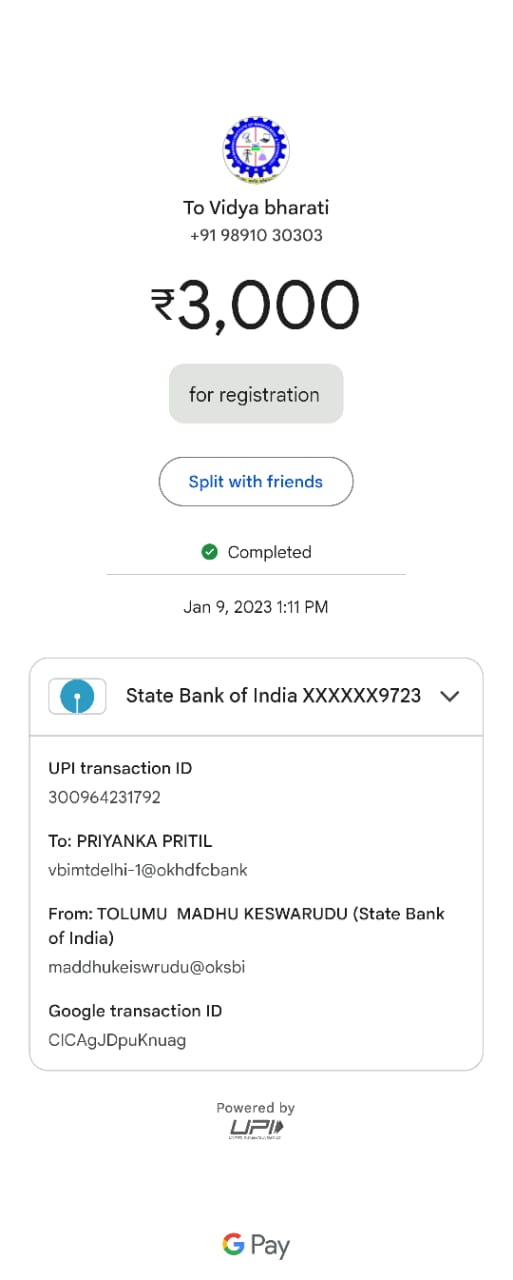 To Vidya bharati
+91 98910 30303
₹3,000
for registration
Split with friends
Completed
Jan 9, 2023 1:11 PM
State Bank of India XXXXXX9723
UPI transaction ID
300964231792
To: PRIYANKA PRITIL
vbimtdelhi-1@okhdfcbank
From: TOLUMU MADHU KESWARUDU (State Bank
of India)
maddhukeiswrudu@oksbi
Google transaction ID
CICAgJDpuKnuag
Powered by
UPI
G Pay